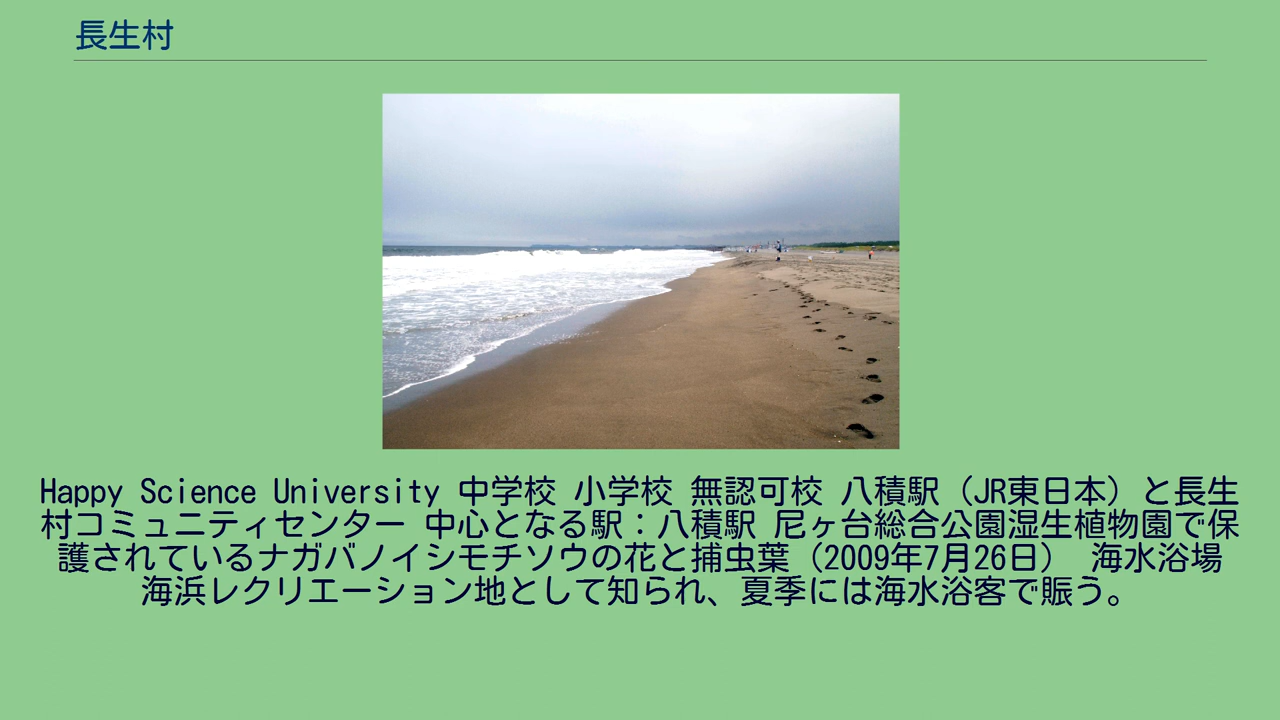 長生村
Happy Science University 中学校 小学校 無認可校 八積駅（JR東日本）と長生
村コミュニティセンター 中心となる駅：八積駅 尼ヶ台総合公園湿生植物園で保
護されているナガバノイシモチソウの花と捕虫葉（2009年7月26日） 海水浴場
海浜レクリエーション地として知られ、夏季には海水浴客で賑う。